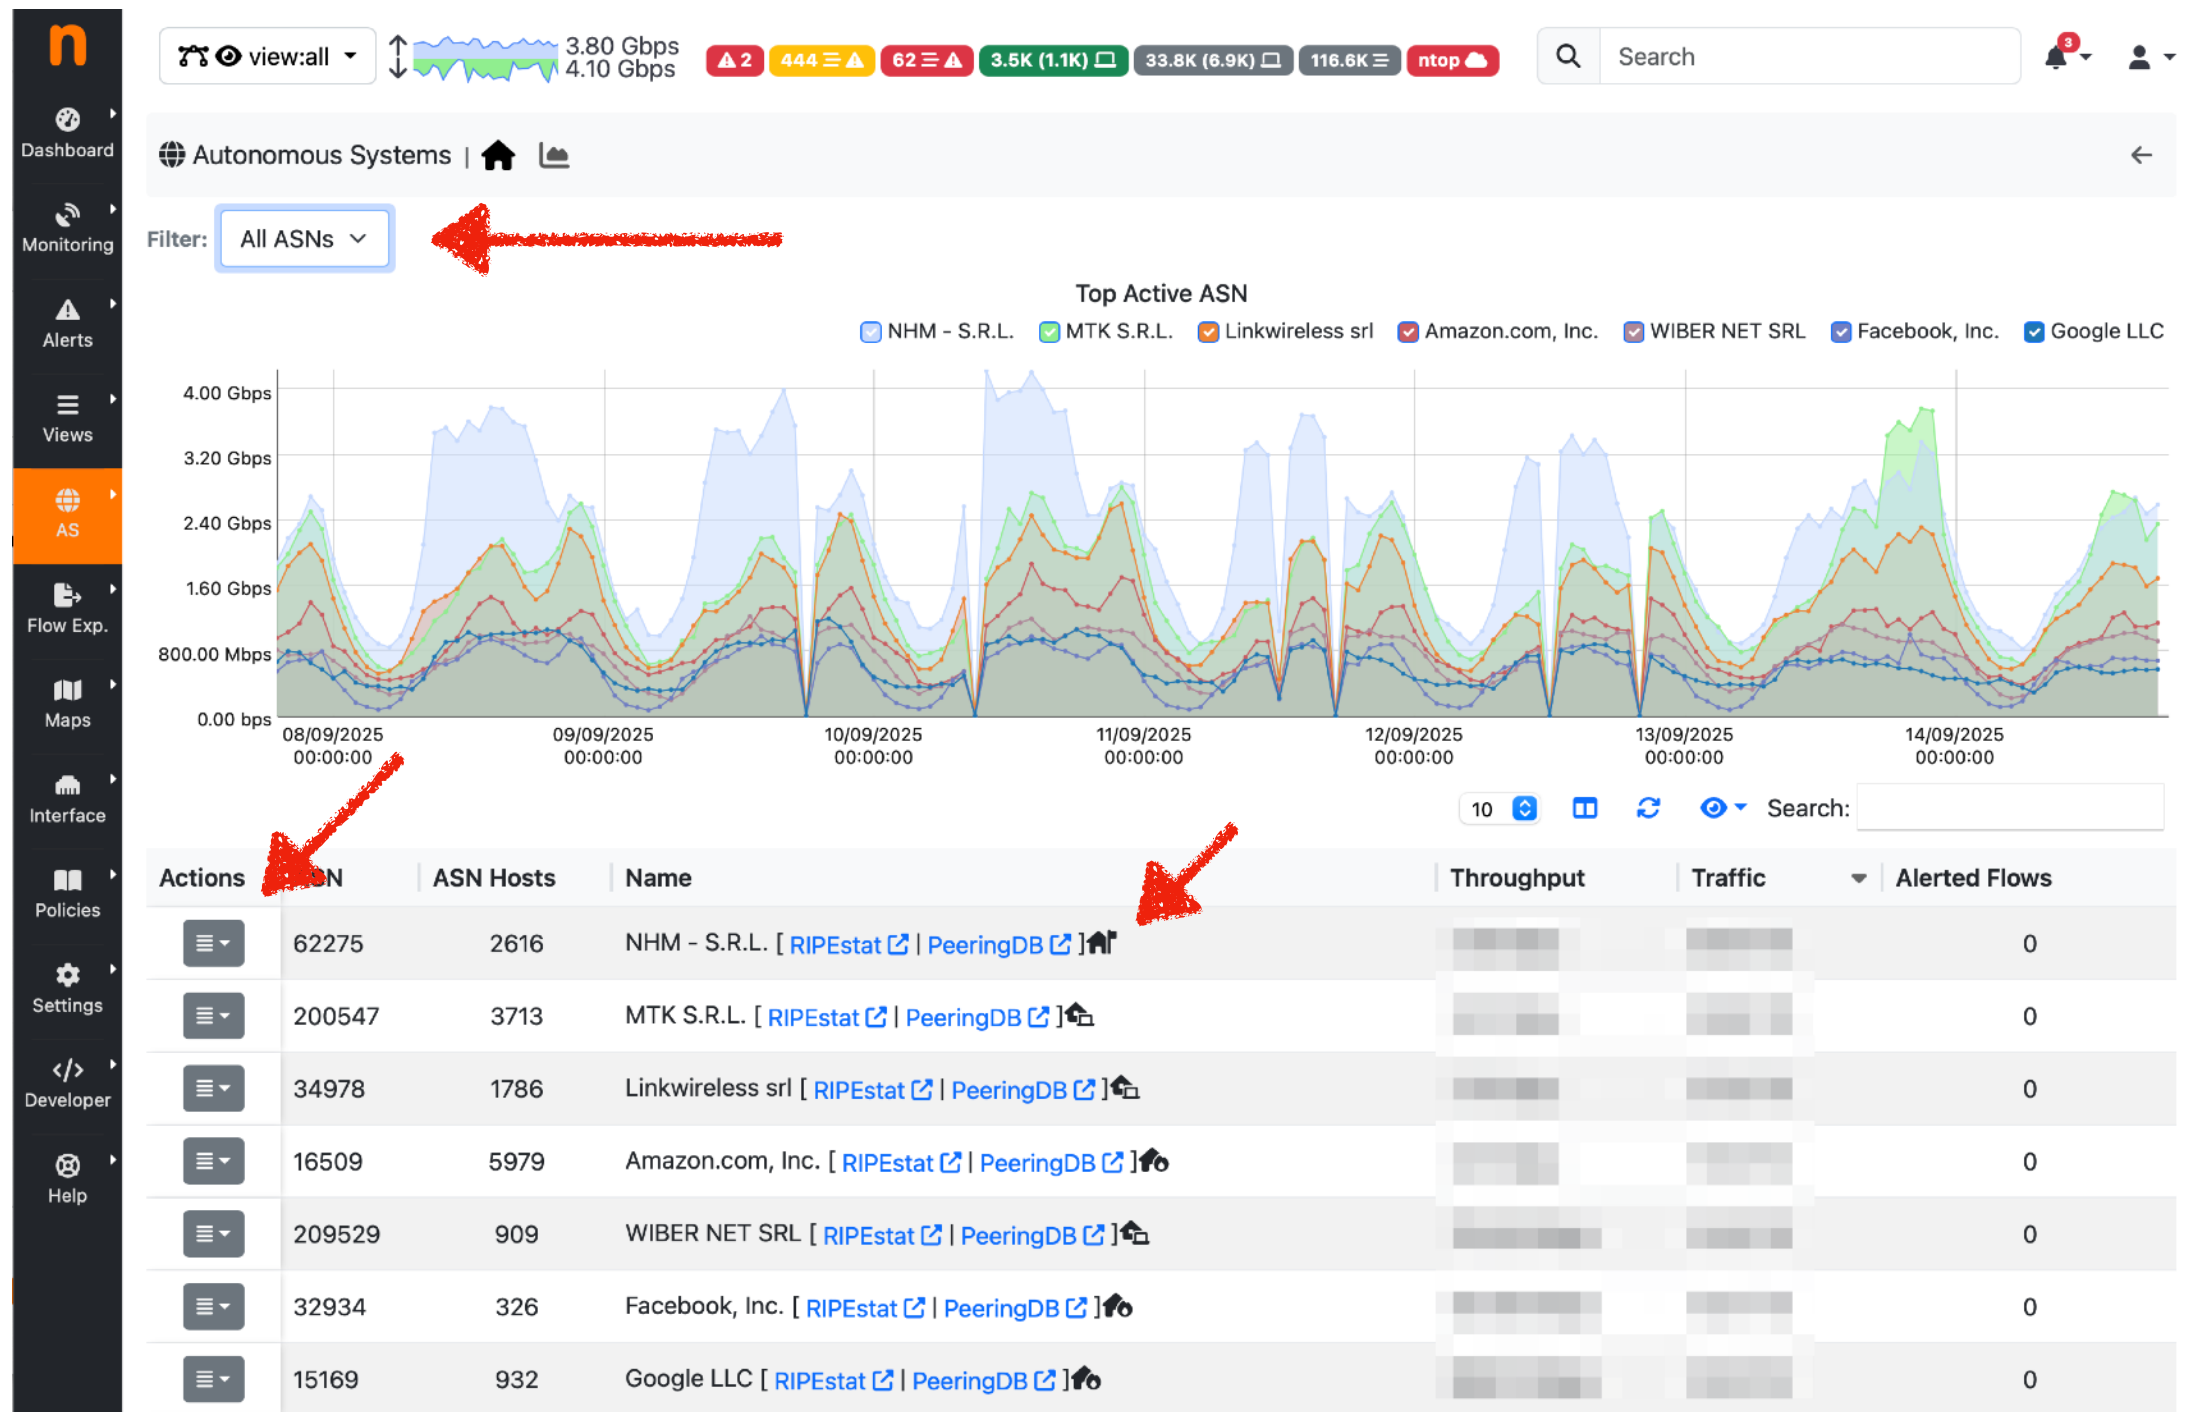 n
view:all
3.80 Gbps
4.10 Gbps
2
444
62
3.5K (1.1K)
33.8K (6.9K)
116.6K
ntop
Search
3
Dashboard
Monitoring
Alerts
Views
AS
Flow Exp.
Maps
Interface
Policies
Settings
Developer
Help
Autonomous Systems |
Filter: All ASNs
Top Active ASN
NHM - S.R.L. MTK S.R.L. Linkwireless srl Amazon.com, Inc. WIBER NET SRL Facebook, Inc. Google LLC
4.00 Gbps
3.20 Gbps
2.40 Gbps
1.60 Gbps
800.00 Mbps
0.00 bps
08/09/2025 09/09/2025 10/09/2025 11/09/2025 12/09/2025 13/09/2025 14/09/2025
00:00:00 00:00:00 00:00:00 00:00:00 00:00:00 00:00:00 00:00:00
10 Search:
Actions ASN Hosts Name Throughput Traffic Alerted Flows
62275 2616 NHM - S.R.L. [ RIPEstat | PeeringDB ] 0
200547 3713 MTK S.R.L. [ RIPEstat | PeeringDB ] 0
34978 1786 Linkwireless srl [ RIPEstat | PeeringDB ] 0
16509 5979 Amazon.com, Inc. [ RIPEstat | PeeringDB ] 0
209529 909 WIBER NET SRL [ RIPEstat | PeeringDB ] 0
32934 326 Facebook, Inc. [ RIPEstat | PeeringDB ] 0
15169 932 Google LLC [ RIPEstat | PeeringDB ] 0